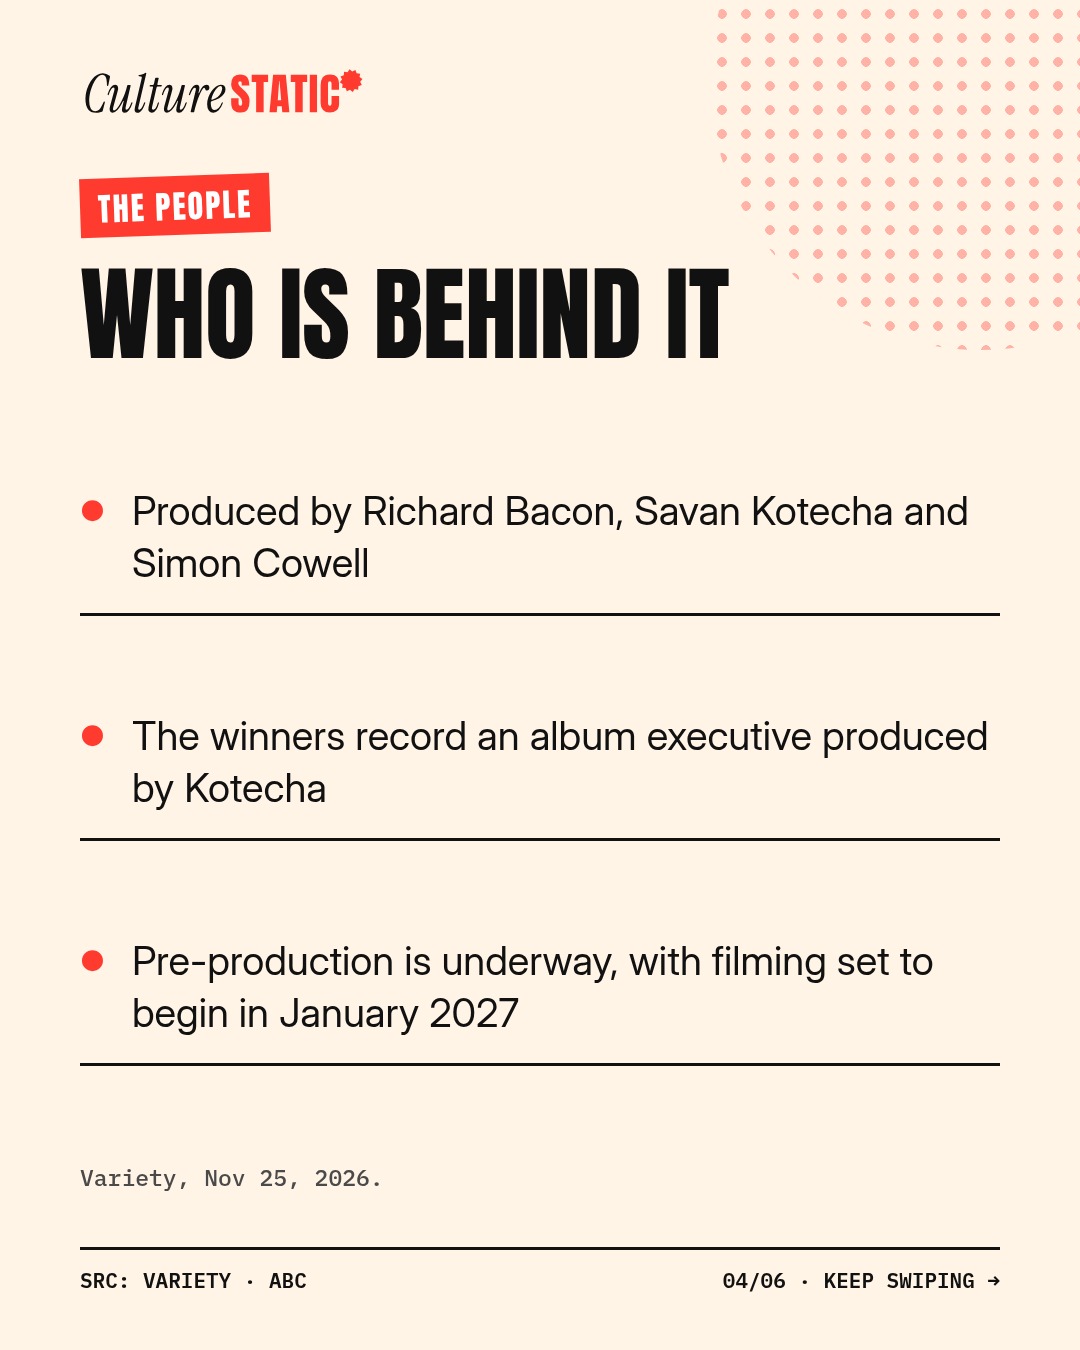 Culture STATIC
THE PEOPLE
WHO IS BEHIND IT
Produced by Richard Bacon, Savan Kotecha and
Simon Cowell
The winners record an album executive produced
by Kotecha
Pre-production is underway, with filming set to
begin in January 2027
Variety, Nov 25, 2026.
SRC: VARIETY · ABC
04/06 · KEEP SWIPING →